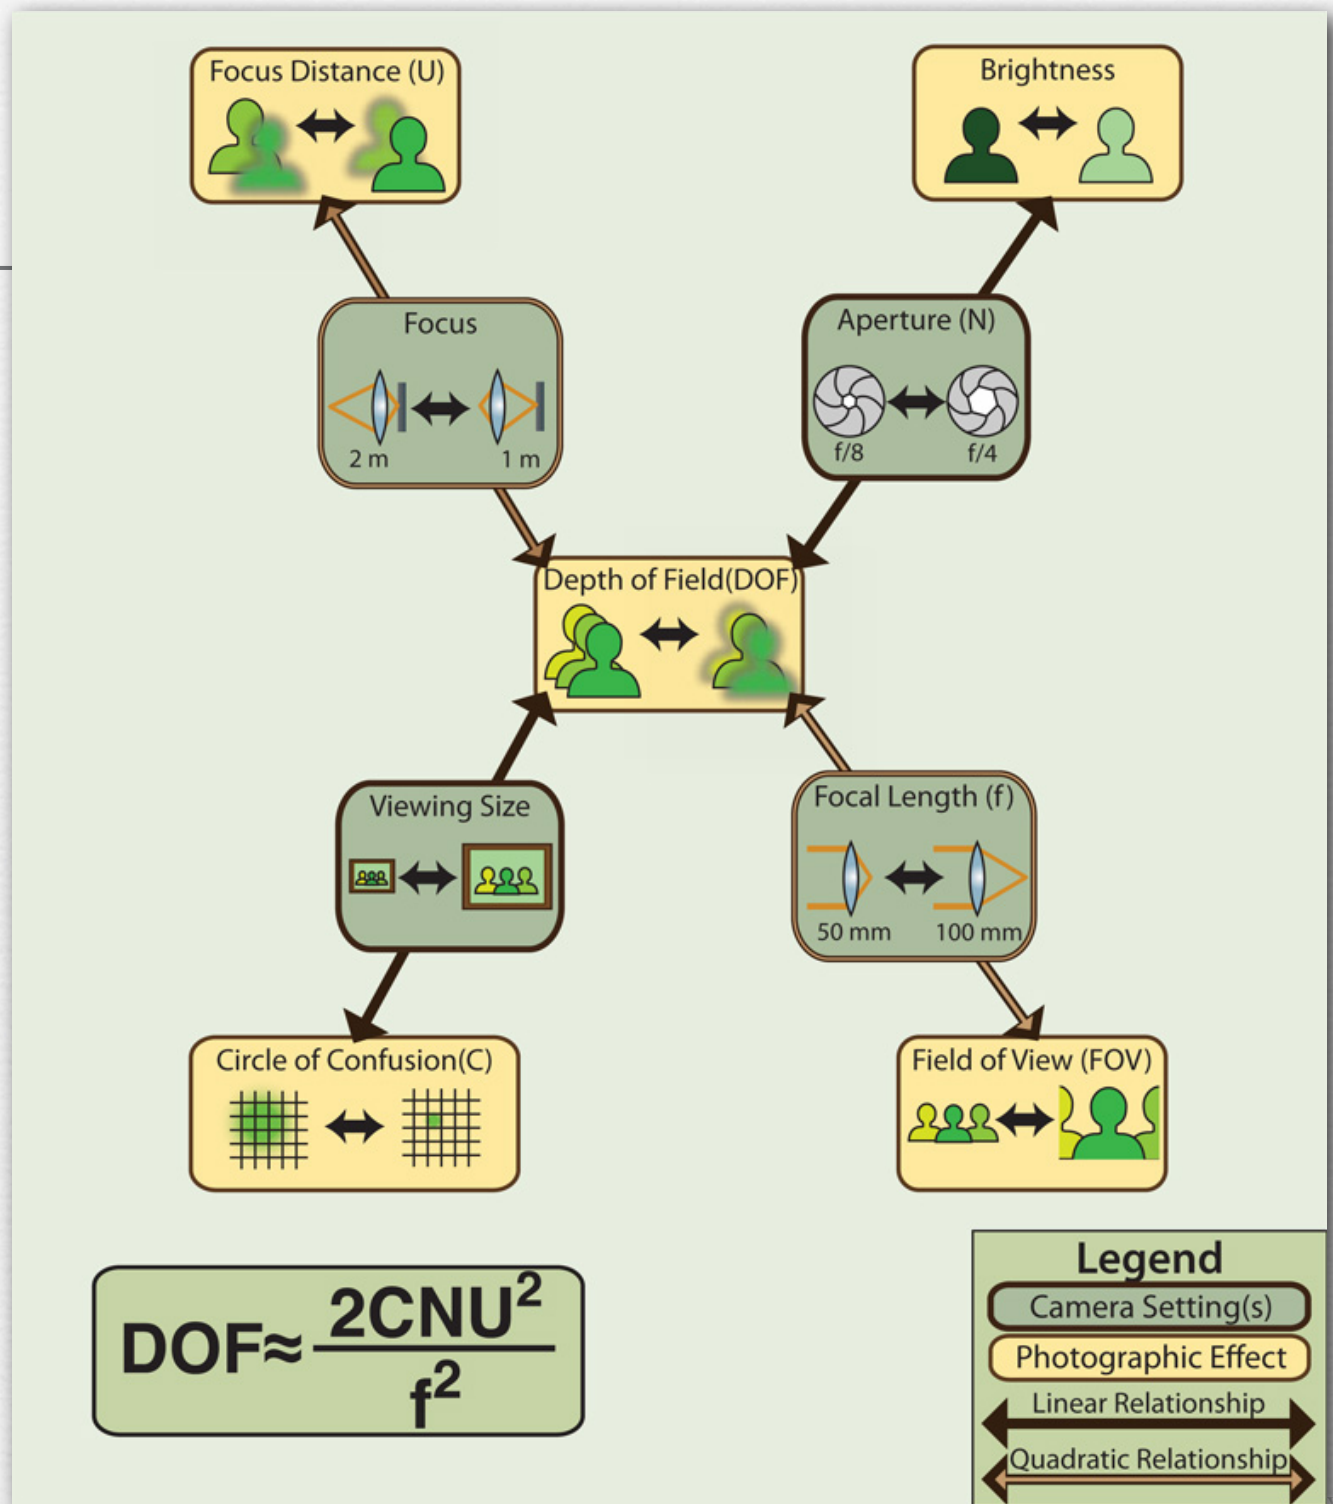 Focus Distance (U)
Brightness
Focus
2 m
1 m
Aperture (N)
f/8
f/4
Depth of Field(DOF)
Viewing Size
Focal Length (f)
50 mm
100 mm
Circle of Confusion(C)
Field of View (FOV)
DOF≈ 2CNU²
f²
Legend
Camera Setting(s)
Photographic Effect
Linear Relationship
Quadratic Relationship